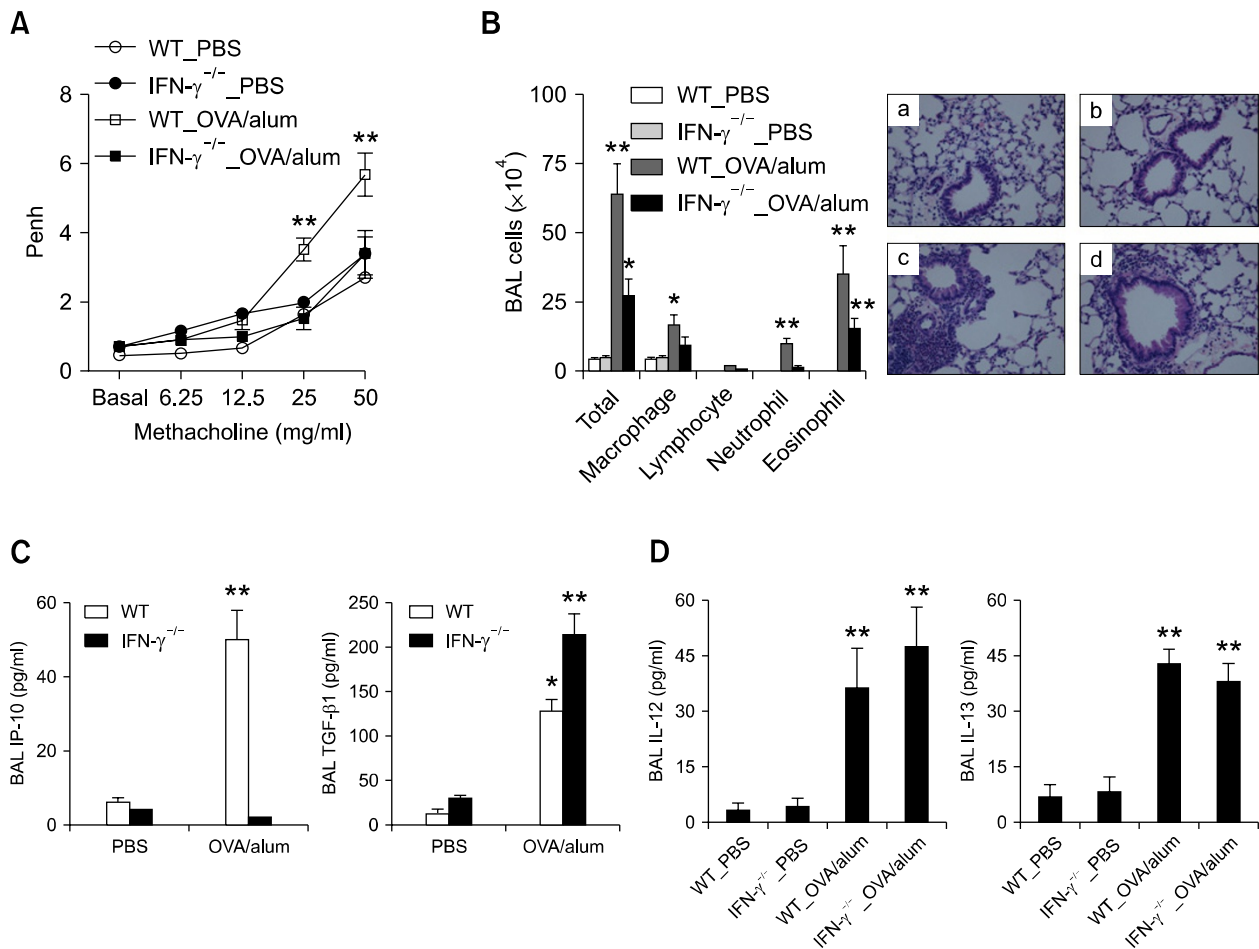 A
WT_PBS
IFN-γ⁻/⁻_PBS
WT_OVA/alum
IFN-γ⁻/⁻_OVA/alum
8
6
4
2
0
Penh
**
**
Basal 6.25 12.5 25 50
Methacholine (mg/ml)
B
WT_PBS
IFN-γ⁻/⁻_PBS
WT_OVA/alum
IFN-γ⁻/⁻_OVA/alum
100
75
50
25
0
BAL cells (×10⁴)
**
*
*
**
**
**
Total
Macrophage
Lymphocyte
Neutrophil
Eosinophil
a
b
c
d
C
WT
IFN-γ⁻/⁻
60
40
20
0
BAL IP-10 (pg/ml)
**
PBS OVA/alum
WT
IFN-γ⁻/⁻
250
200
150
100
50
0
BAL TGF-β1 (pg/ml)
*
**
PBS OVA/alum
D
60
45
30
15
0
BAL IL-12 (pg/ml)
**
**
WT_PBS
IFN-γ⁻/⁻_PBS
WT_OVA/alum
IFN-γ⁻/⁻_OVA/alum
60
45
30
15
0
BAL IL-13 (pg/ml)
**
**
WT_PBS
IFN-γ⁻/⁻_PBS
WT_OVA/alum
IFN-γ⁻/⁻_OVA/alum